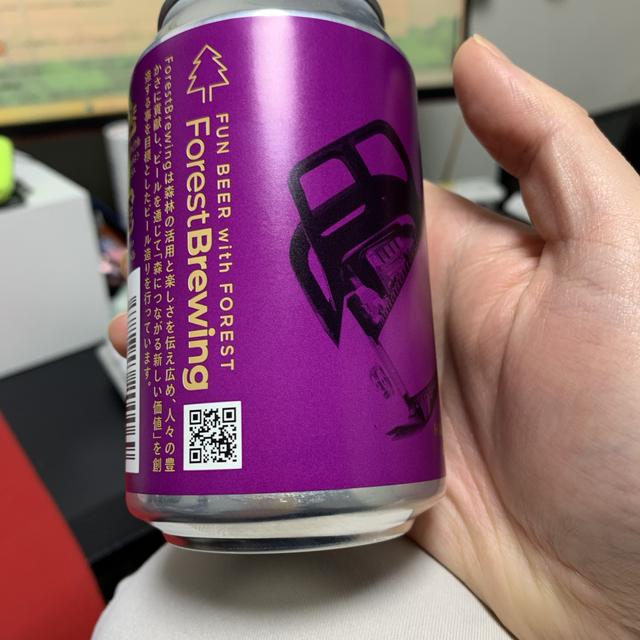 FUN BEER with FOREST
ForestBrewing
ForestBrewingは森林の活用と楽しさを伝え広め、人々の豊
かさに貢献し、ビールを通じて「森につながる新しい価値」を創
造する事を目標としたビール造りを行っています。